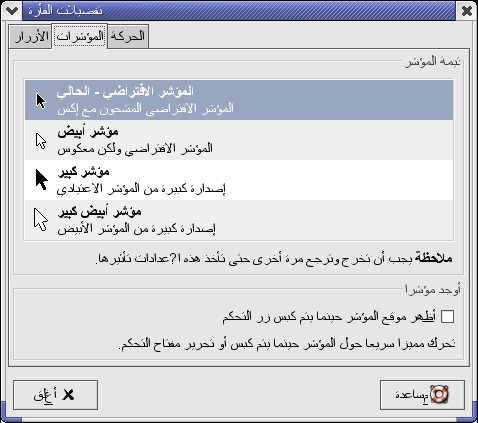 تفضيلات الفأرة
الأزرار
المؤشرات
الحركة
تيمة المؤشر
المؤشر الافتراضي - الحالي
المؤشر الافتراضي المشحون مع إكس
مؤشر أبيض
المؤشر الافتراضي ولكن معكوس
مؤشر كبير
إصدارة كبيرة من المؤشر الاعتيادي
مؤشر أبيض كبير
إصدارة كبيرة من المؤشر الأبيض
ملاحظة يجب أن تخرج وترجع مرة أخرى حتى تأخذ هذه ا?عدادات تأثيرها.
أوجد مؤشرا
أظهر موقع المؤشر حينما يتم كبس زر التحكم
تحرك مميزا سريعا حول المؤشر حينما يتم كبس أو تحرير مفتاح التحكم.
أغلق
مساعدة